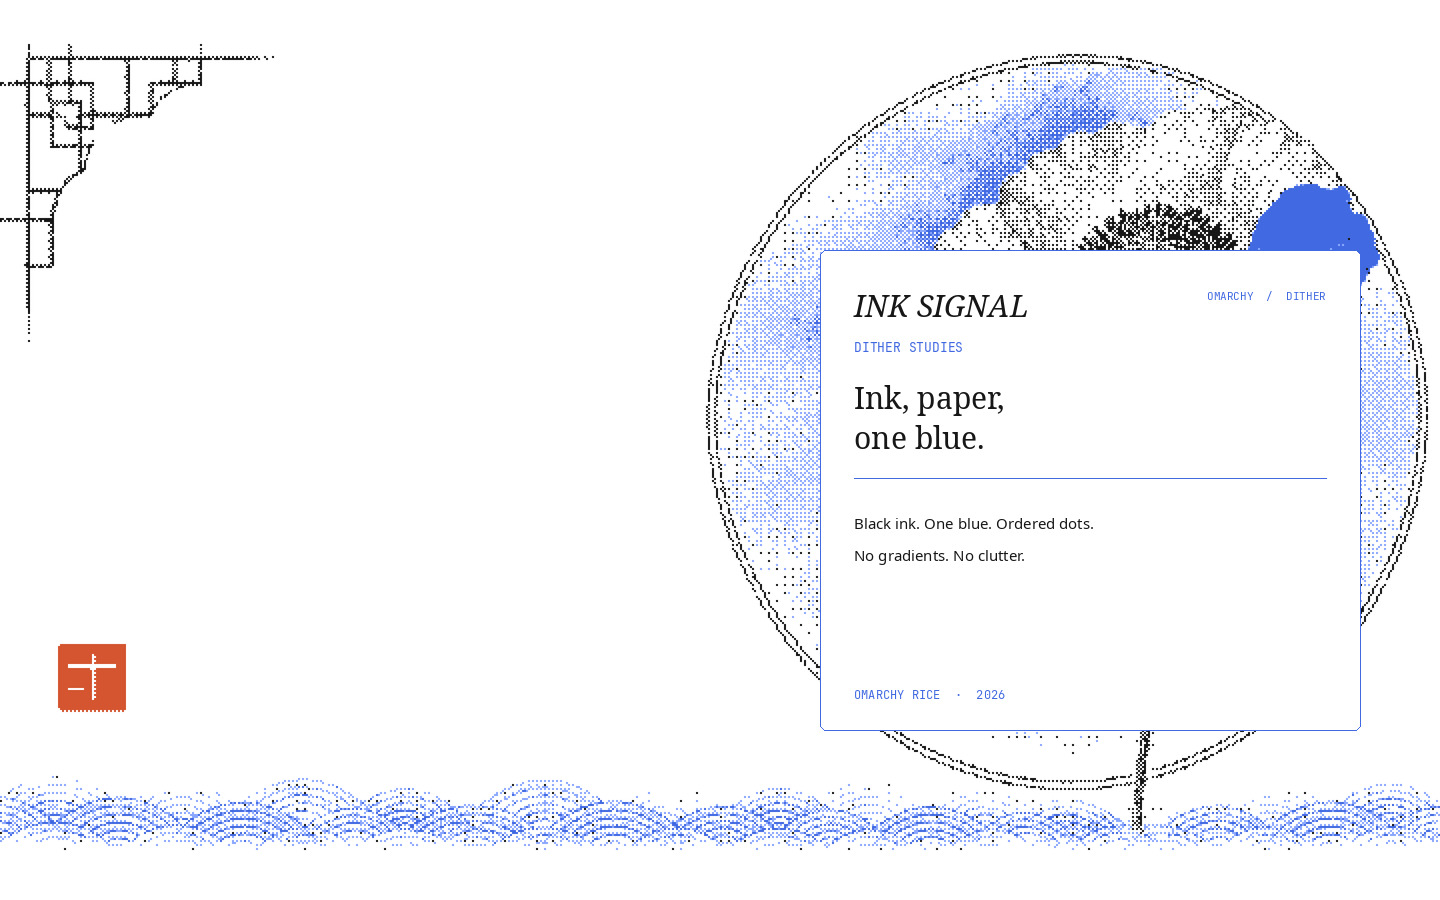 INK SIGNAL
OMARCHY / DITHER
DITHER STUDIES
Ink, paper,
one blue.
Black ink. One blue. Ordered dots.
No gradients. No clutter.
OMARCHY RICE · 2026